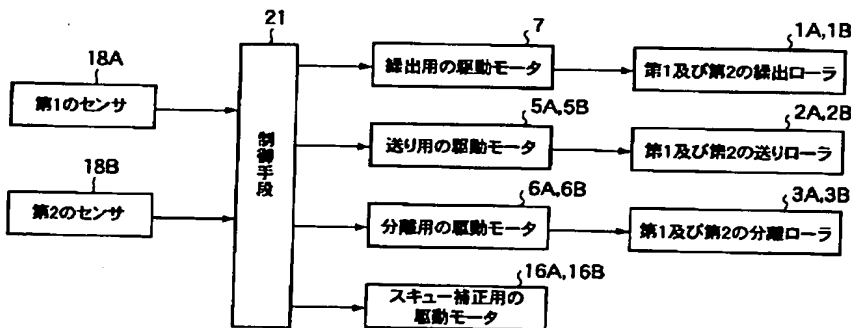 21
7
1A,1B
18A
繰出用の駆動モータ
第1及び第2の繰出ローラ
第1のセンサ
5A,5B
2A,2B
制御手段
送り用の駆動モータ
第1及び第2の送りローラ
18B
6A,6B
3A,3B
第2のセンサ
分離用の駆動モータ
第1及び第2の分離ローラ
16A,16B
スキュー補正用の
駆動モータ